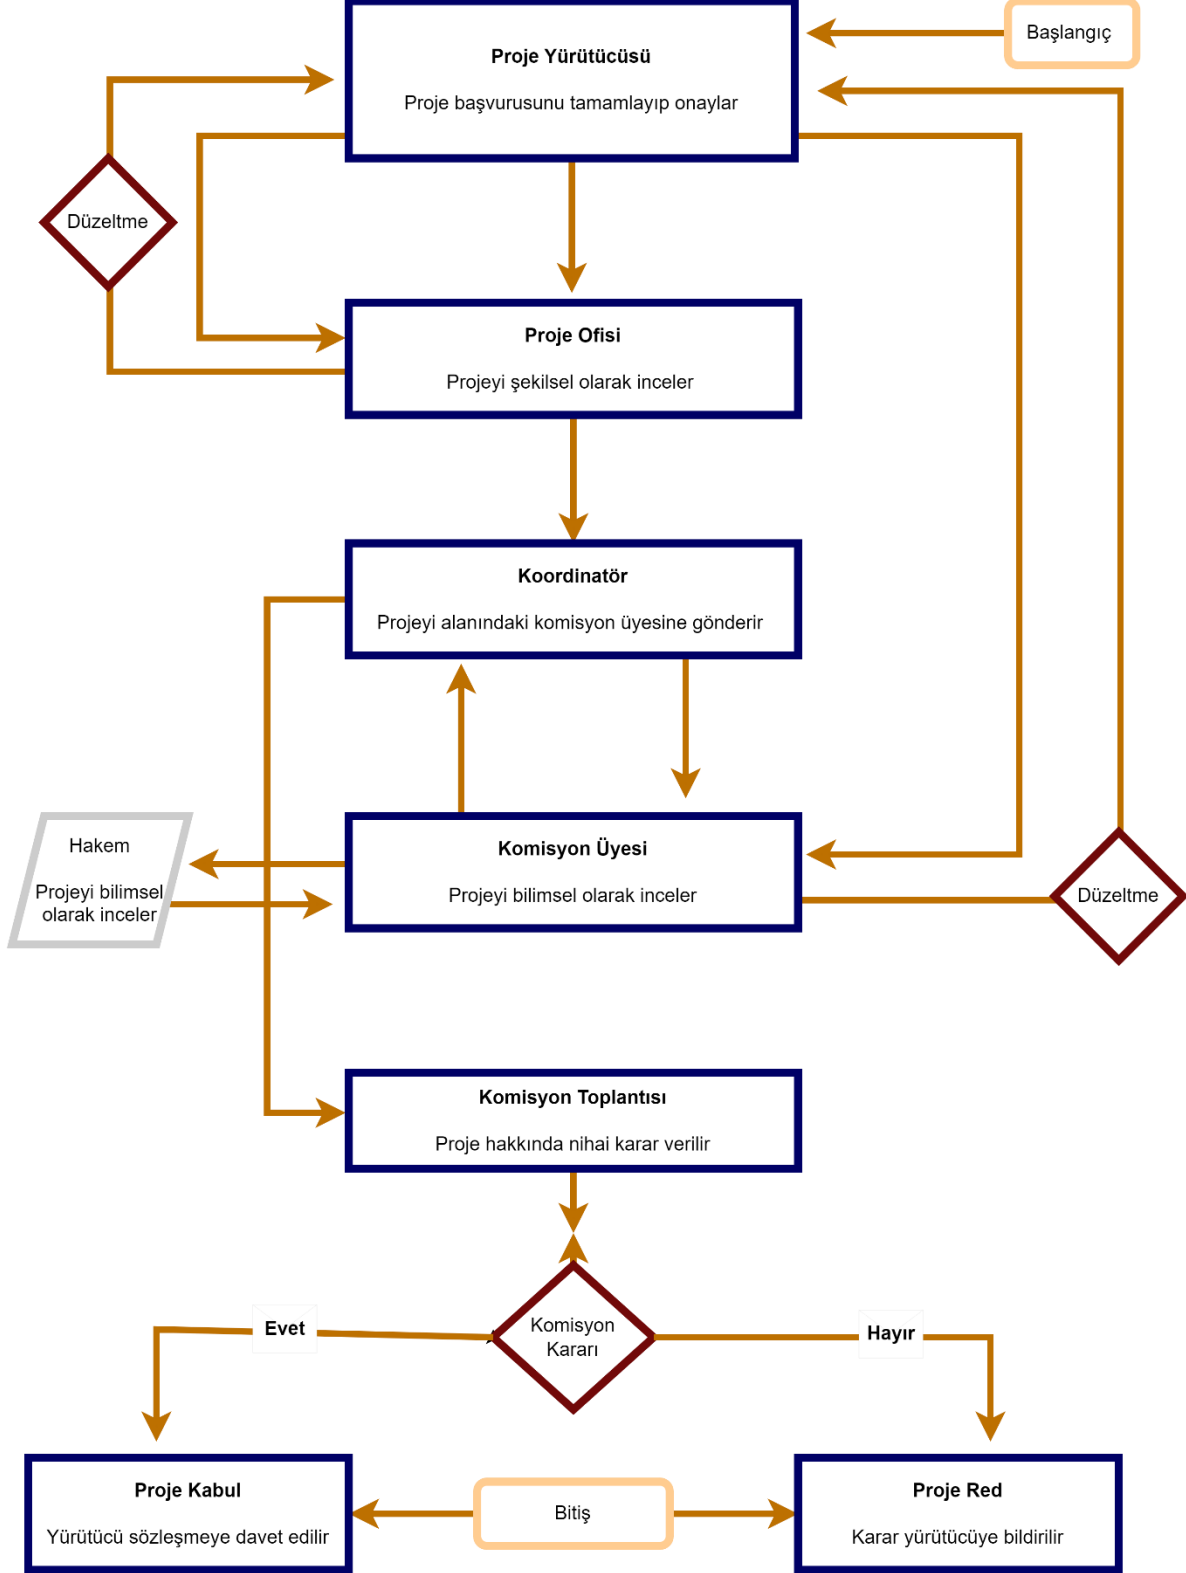 Başlangıç
Proje Yürütücüsü
Proje başvurusunu tamamlayıp onaylar
Düzeltme
Proje Ofisi
Projeyi şekilsel olarak inceler
Koordinatör
Projeyi alanındaki komisyon üyesine gönderir
Hakem
Projeyi bilimsel
olarak inceler
Komisyon Üyesi
Projeyi bilimsel olarak inceler
Düzeltme
Komisyon Toplantısı
Proje hakkında nihai karar verilir
Komisyon
Kararı
Evet
Hayır
Proje Kabul
Yürütücü sözleşmeye davet edilir
Bitiş
Proje Red
Karar yürütücüye bildirilir